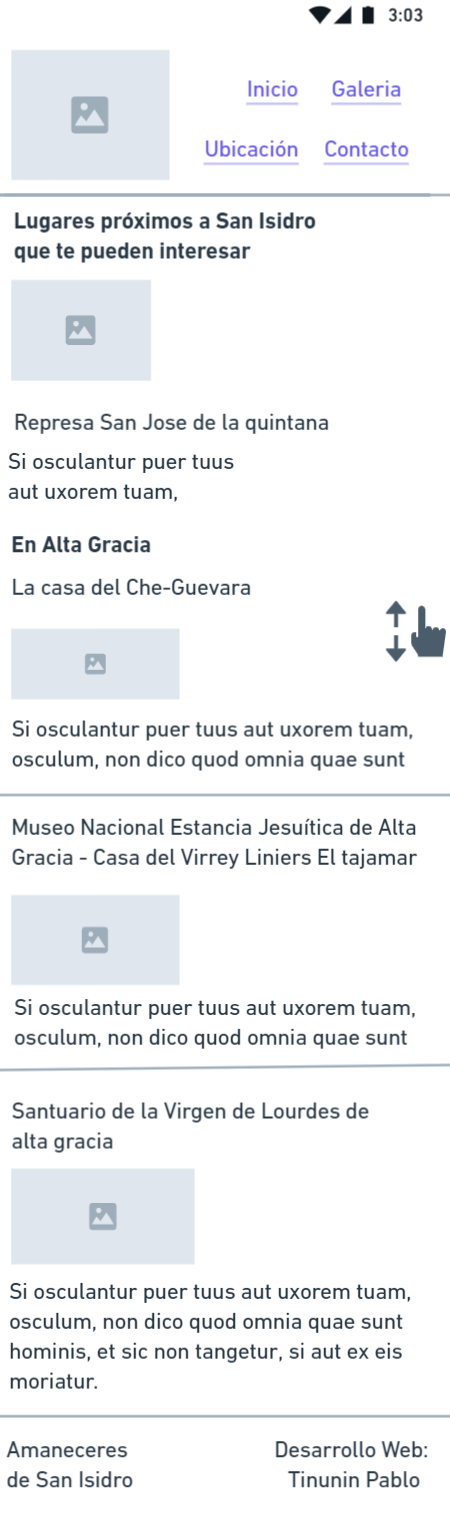 3:03
Inicio Galeria
Ubicación Contacto
Lugares próximos a San Isidro
que te pueden interesar
Represa San Jose de la quintana
Si osculantur puer tuus
aut uxorem tuam,
En Alta Gracia
La casa del Che-Guevara
Si osculantur puer tuus aut uxorem tuam,
osculum, non dico quod omnia quae sunt
Museo Nacional Estancia Jesuítica de Alta
Gracia - Casa del Virrey Liniers El tajamar
Si osculantur puer tuus aut uxorem tuam,
osculum, non dico quod omnia quae sunt
Santuario de la Virgen de Lourdes de
alta gracia
Si osculantur puer tuus aut uxorem tuam,
osculum, non dico quod omnia quae sunt
hominis, et sic non tangetur, si aut ex eis
moriatur.
Amaneceres
de San Isidro
Desarrollo Web:
Tinunin Pablo